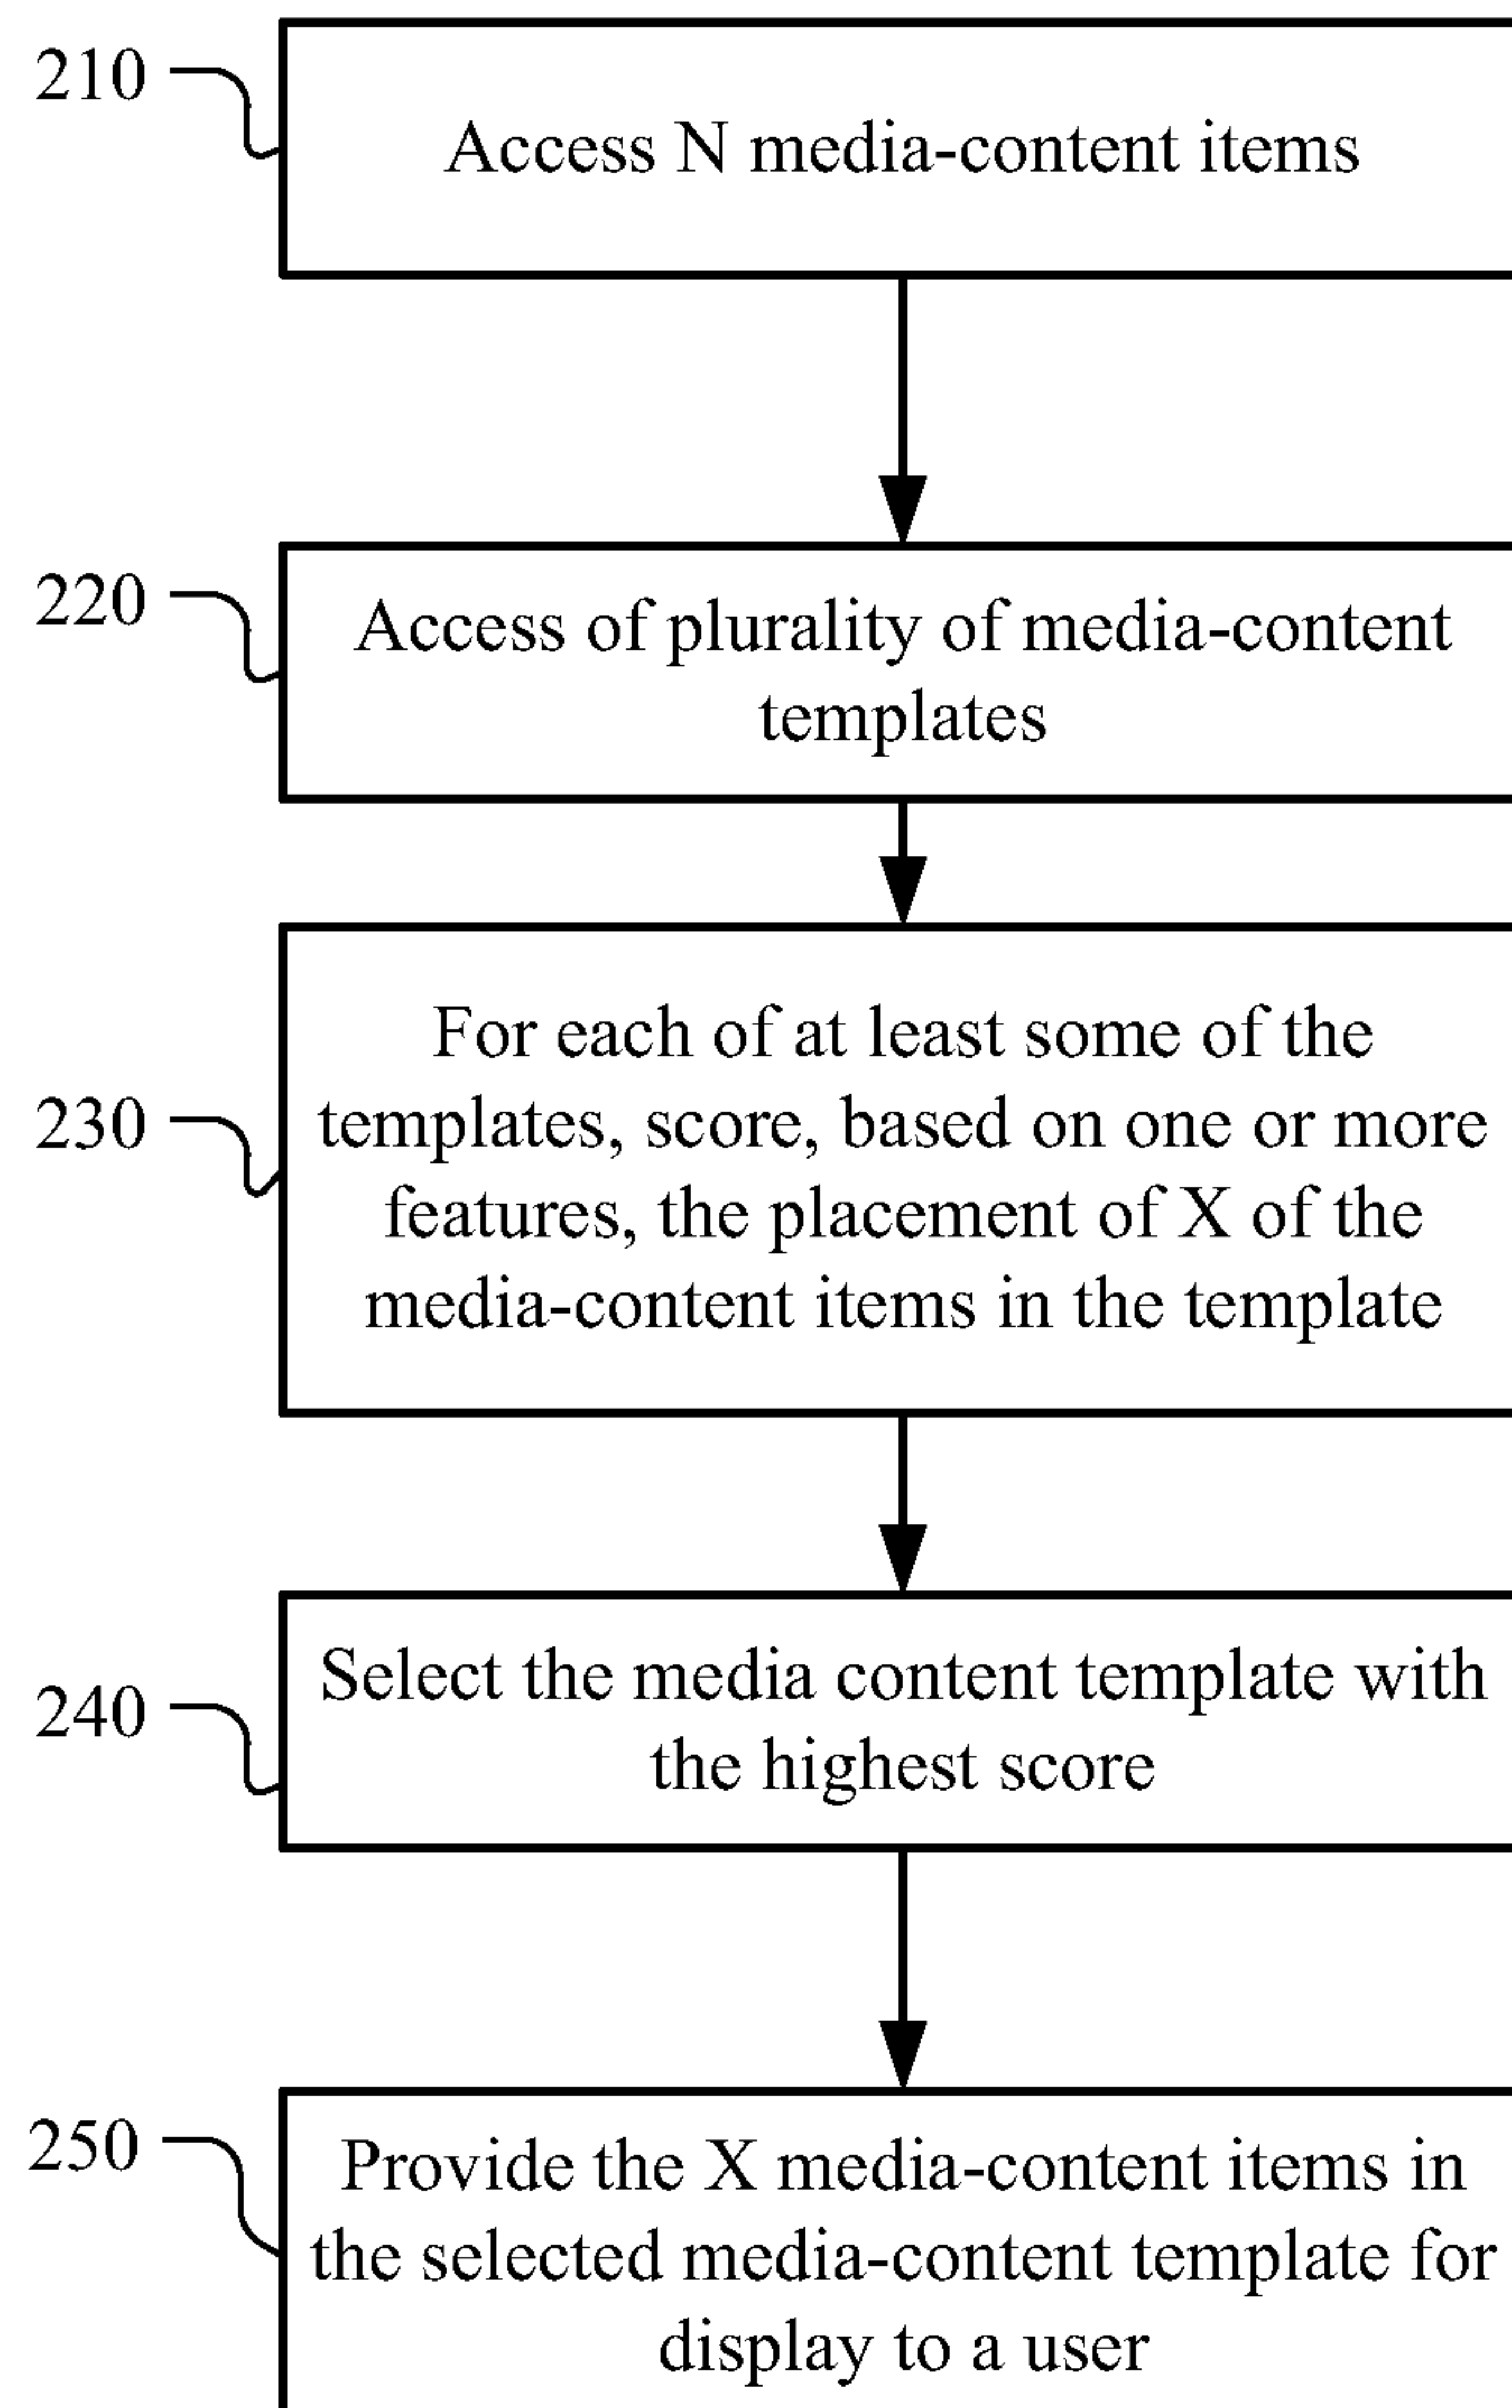 210
Access N media-content items
220
Access of plurality of media-content
templates
230
For each of at least some of the
templates, score, based on one or more
features, the placement of X of the
media-content items in the template
240
Select the media content template with
the highest score
250
Provide the X media-content items in
the selected media-content template for
display to a user